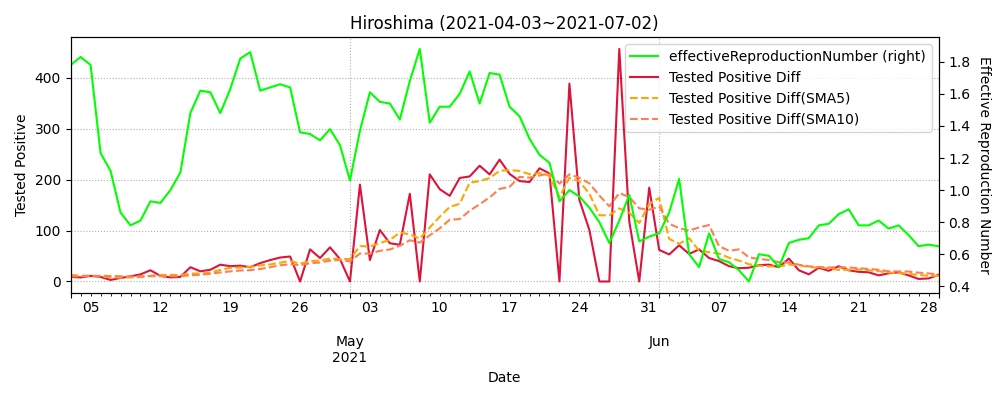 Hiroshima (2021-04-03~2021-07-02)
effectiveReproductionNumber (right)
Tested Positive Diff
Tested Positive Diff(SMA5)
Tested Positive Diff(SMA10)
Tested Positive
400
300
200
100
0
1.8
1.6
1.4
1.2
1.0
0.8
0.6
0.4
Effective Reproduction Number
05 12 19 26 03 10 17 24 31 07 14 21 28
May Jun
2021
Date